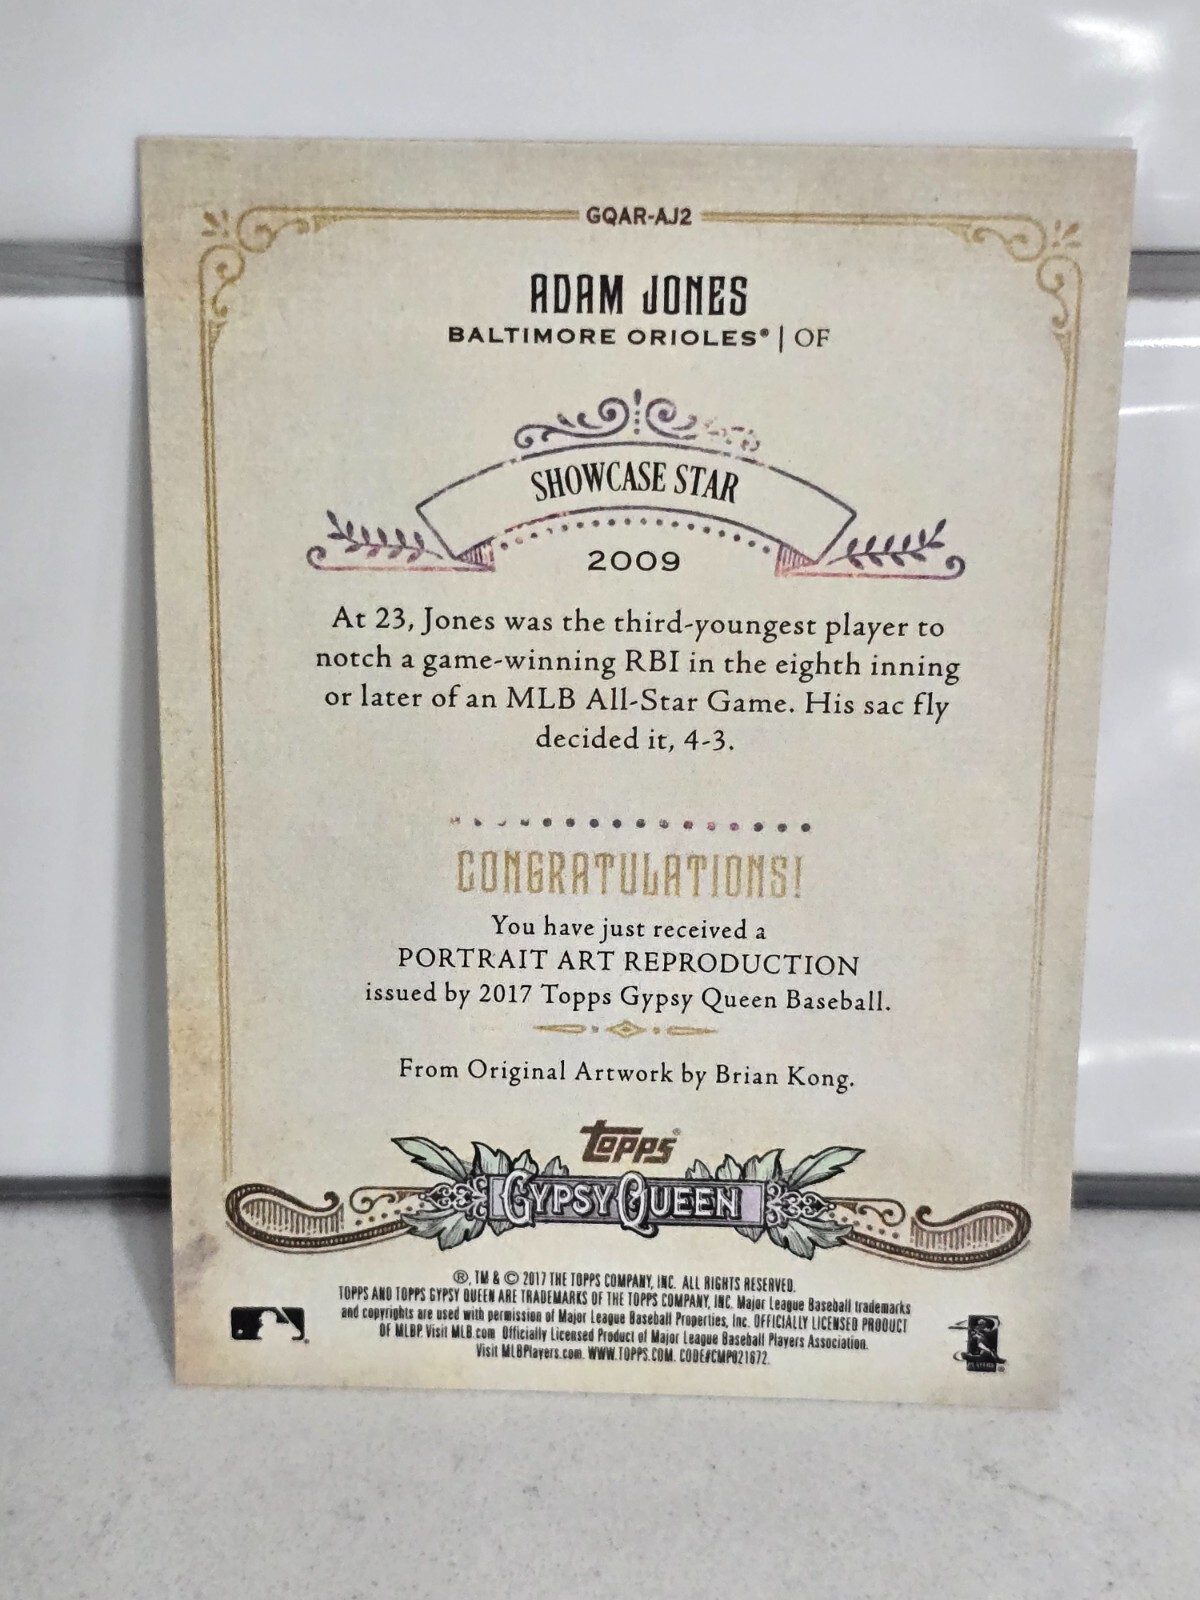 GQAR-AJ2
ADAM JONES
BALTIMORE ORIOLES® | OF
SHOWCASE STAR
2009
At 23, Jones was the third-youngest player to
notch a game-winning RBI in the eighth inning
or later of an MLB All-Star Game. His sac fly
decided it, 4-3.
CONGRATULATIONS!
You have just received a
PORTRAIT ART REPRODUCTION
issued by 2017 Topps Gypsy Queen Baseball.
From Original Artwork by Brian Kong.
Topps®
GYPSY QUEEN
®, TM & © 2017 THE TOPPS COMPANY, INC. ALL RIGHTS RESERVED.
TOPPS AND TOPPS GYPSY QUEEN ARE TRADEMARKS OF THE TOPPS COMPANY, INC. Major League Baseball trademarks
and copyrights are used with permission of Major League Baseball Properties, Inc. OFFICIALLY LICENSED PRODUCT
OF MLBP Visit MLB.com Officially Licensed Product of Major League Baseball Players Association.
Visit MLBPlayers.com. WWW.TOPPS.COM. CODE#CMP021672.
PLAYERS